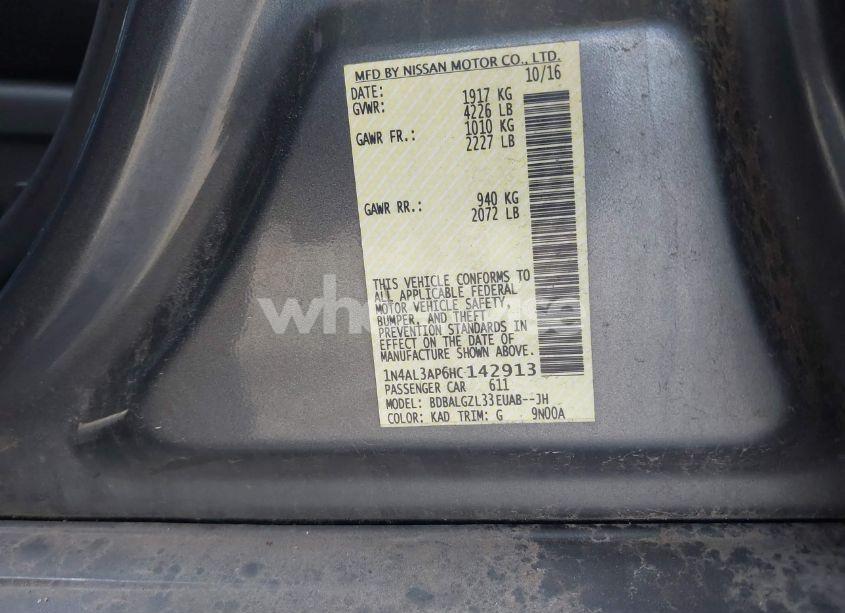 MFD BY NISSAN MOTOR CO., LTD.
DATE: 10/16
GVWR: 1917 KG
4226 LB
GAWR FR.: 1010 KG
2227 LB
GAWR RR.: 940 KG
2072 LB
THIS VEHICLE CONFORMS TO
ALL APPLICABLE FEDERAL
MOTOR VEHICLE SAFETY,
BUMPER, AND THEFT
PREVENTION STANDARDS IN
EFFECT ON THE DATE OF
MANUFACTURE SHOWN ABOVE.
1N4AL3AP6HC142913
PASSENGER CAR 611
MODEL: BDBALGZL33EUAB--JH
COLOR: KAD TRIM: G 9N00A